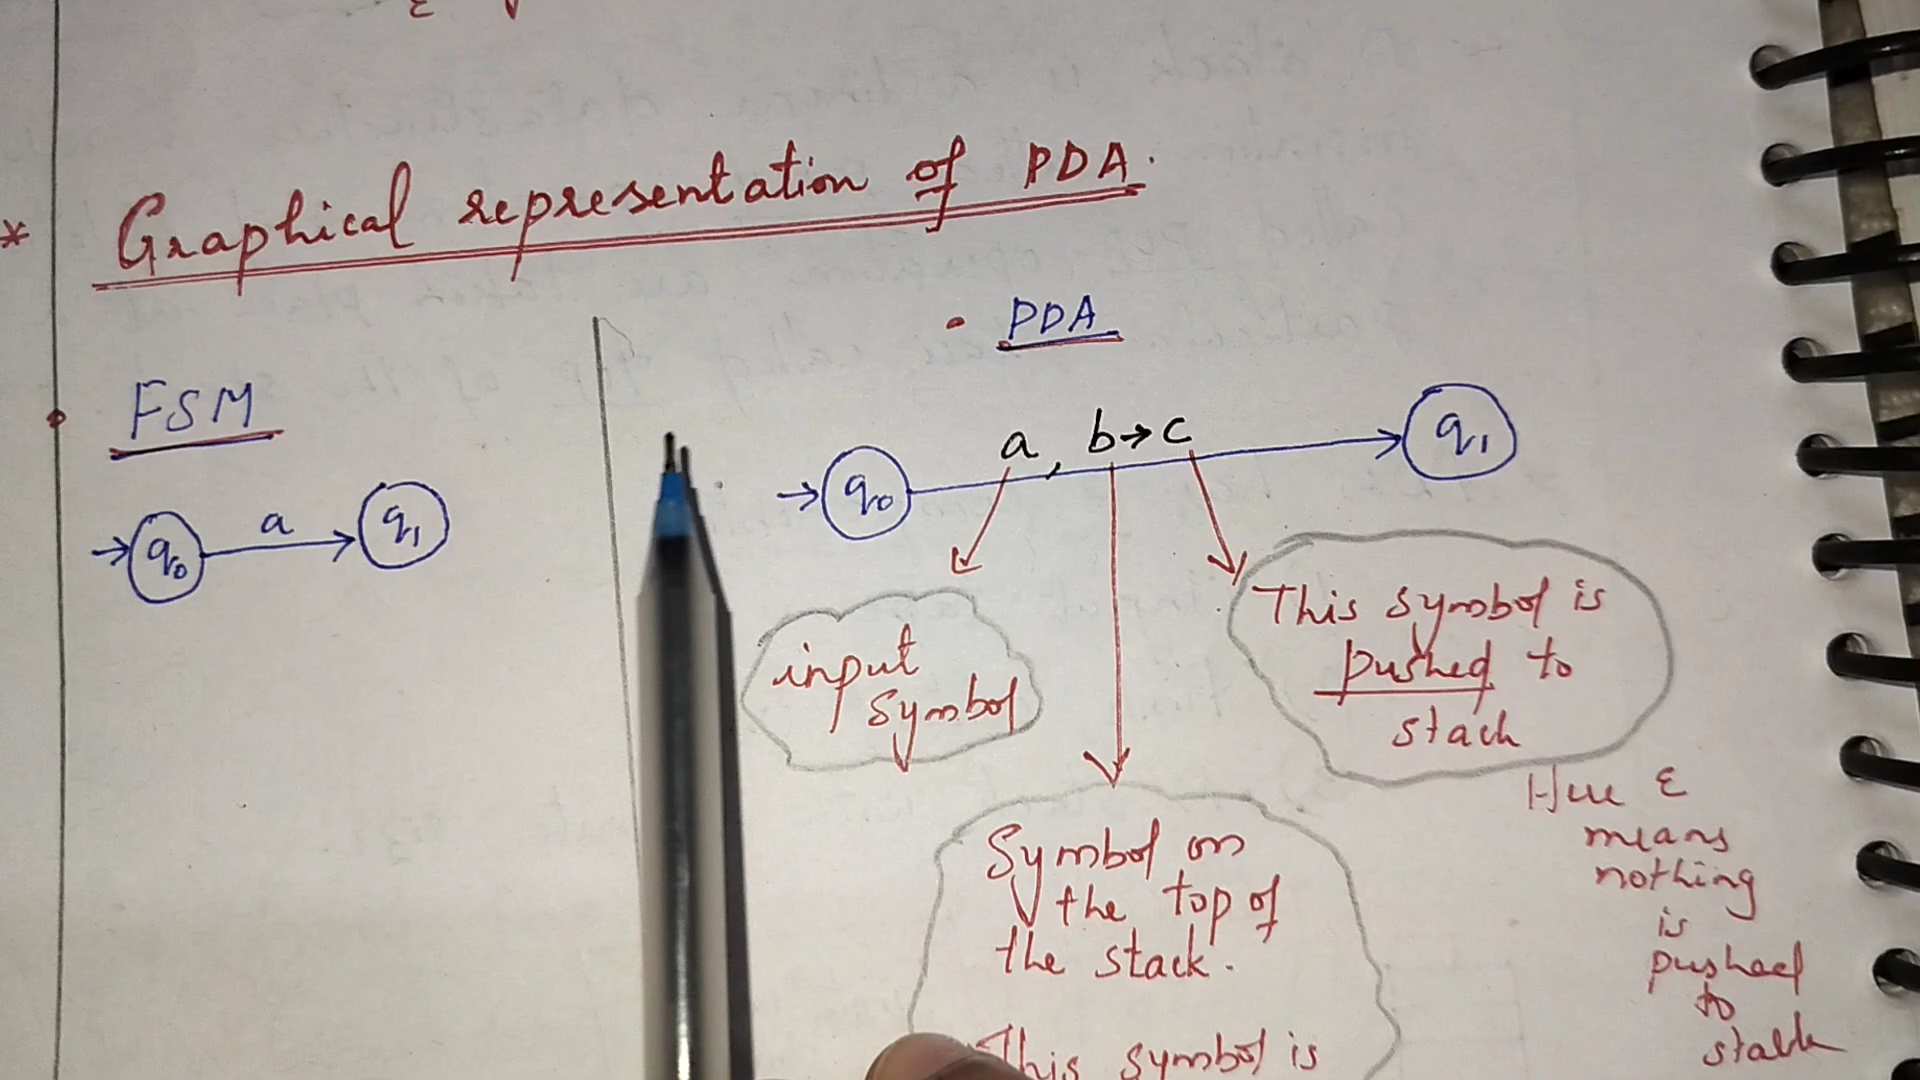 ε
* Graphical representation of PDA.
• FSM
→ q0 a → q1
• PDA
→ q0 a, b→c → q1
input
symbol
This symbol is
pushed to
stack
Here ε
means
nothing
is
pushed
to
stack
Symbol on
the top of
the stack.
This symbol is